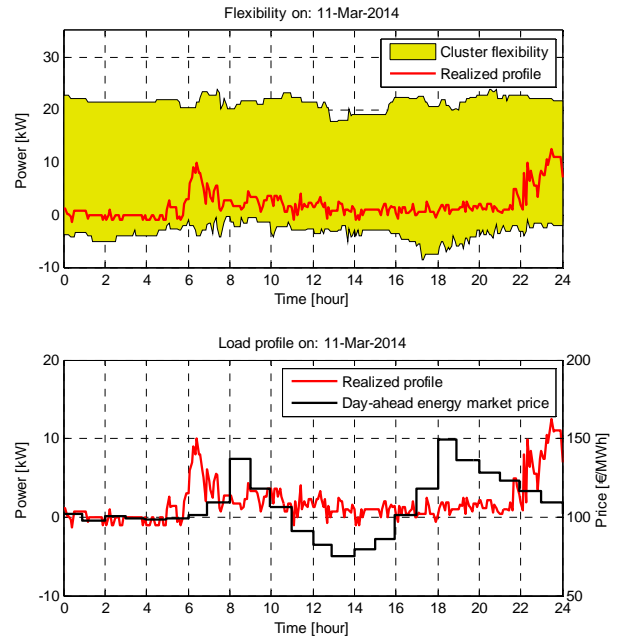 Flexibility on: 11-Mar-2014
Cluster flexibility
Realized profile
Power [kW]
30
20
10
0
-10
0 2 4 6 8 10 12 14 16 18 20 22 24
Time [hour]
Load profile on: 11-Mar-2014
Realized profile
Day-ahead energy market price
Power [kW]
20
10
0
-10
200
150
100
50
Price [€/MWh]
0 2 4 6 8 10 12 14 16 18 20 22 24
Time [hour]